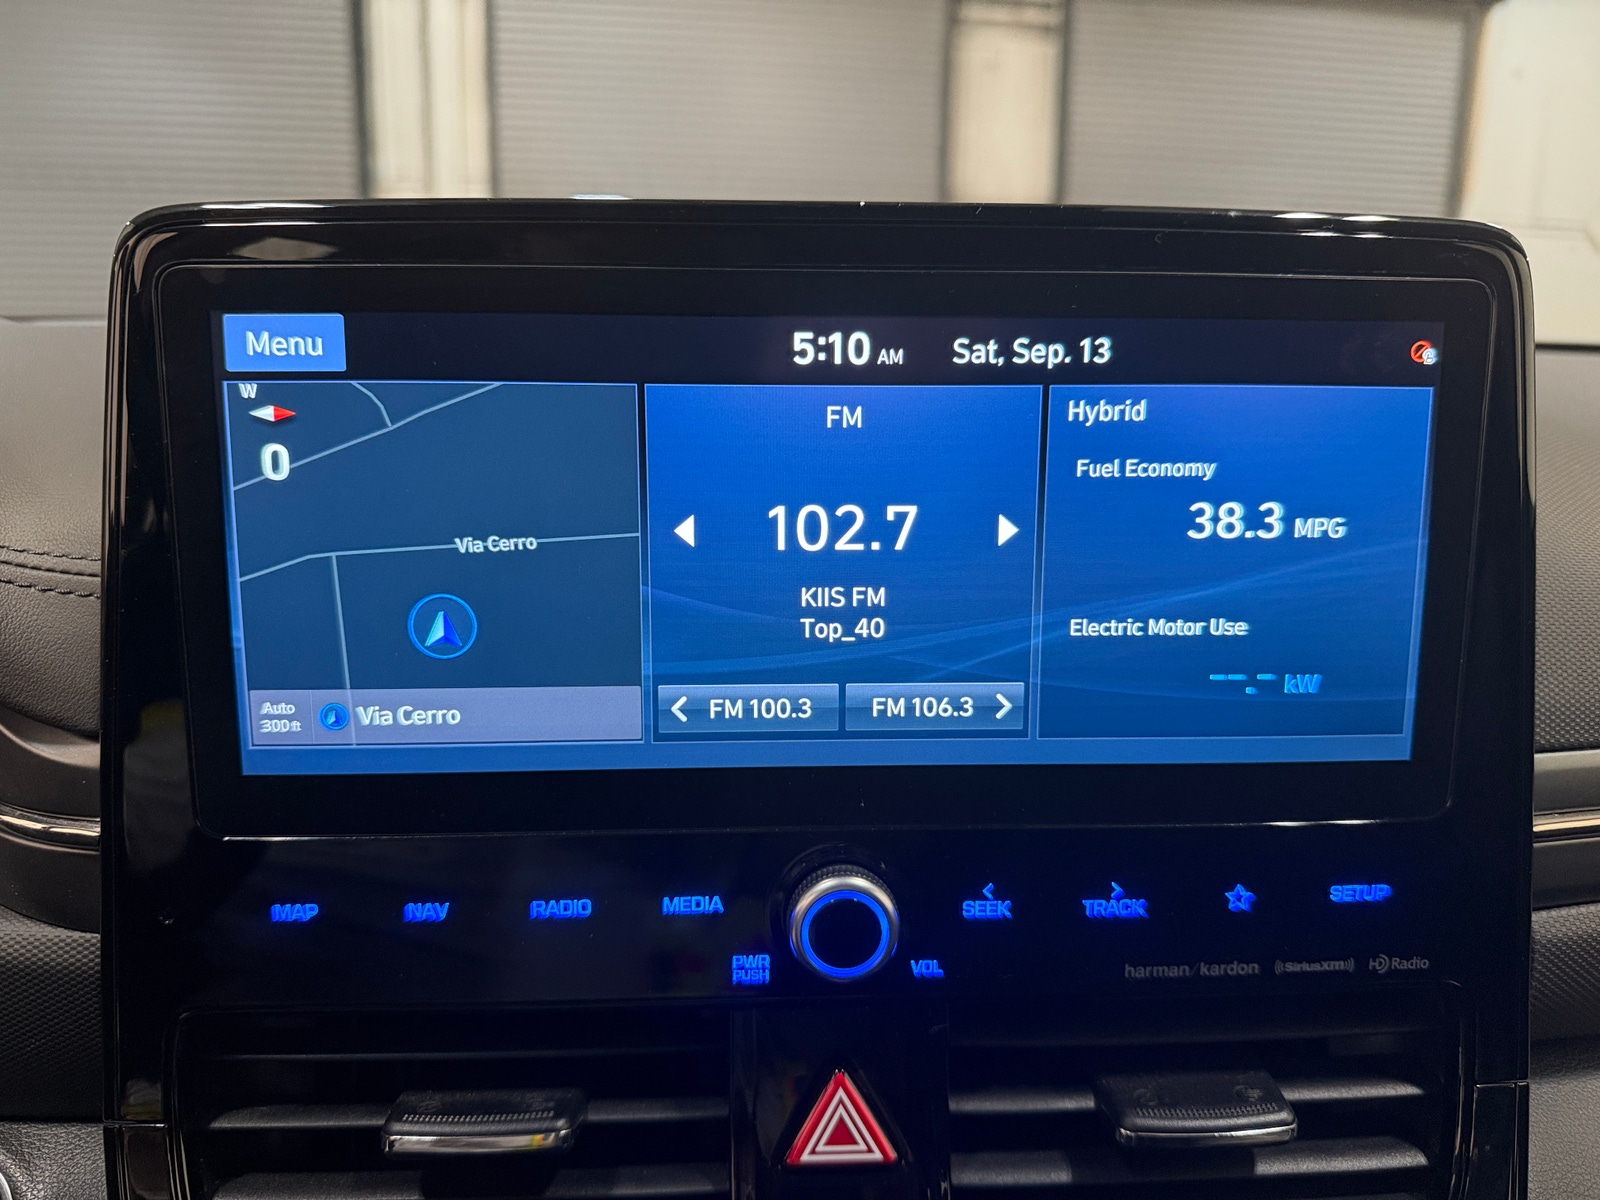 Menu
5:10 AM
Sat, Sep. 13
W
0
Via Cerro
Auto
300ft
Via Cerro
FM
102.7
KIIS FM
Top_40
FM 100.3
FM 106.3
Hybrid
Fuel Economy
38.3 MPG
Electric Motor Use
--.- kW
MAP
NAV
RADIO
MEDIA
PWR
PUSH
VOL
SEEK
TRACK
SETUP
harman/kardon
((SiriusXM))
HD Radio